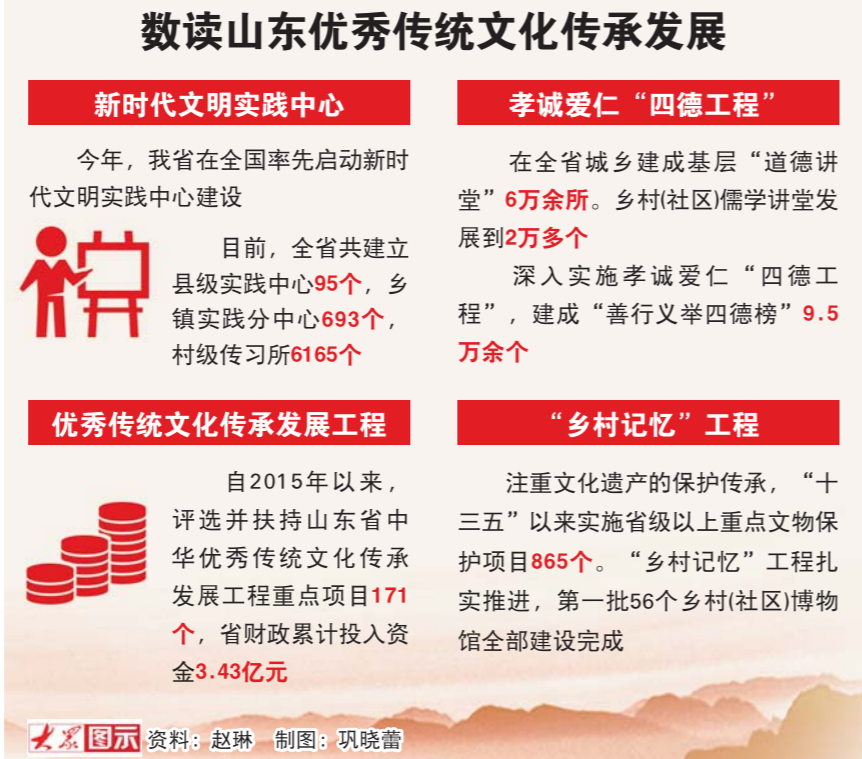 数读山东优秀传统文化传承发展
新时代文明实践中心
今年，我省在全国率先启动新时
代文明实践中心建设
目前，全省共建立
县级实践中心95个，乡
镇实践分中心693个，
村级传习所6165个
孝诚爱仁“四德工程”
在全省城乡建成基层“道德讲
堂”6万余所。乡村(社区)儒学讲堂发
展到2万多个
深入实施孝诚爱仁“四德工
程”，建成“善行义举四德榜”9.5
万余个
优秀传统文化传承发展工程
自2015年以来，
评选并扶持山东省中
华优秀传统文化传承
发展工程重点项目171
个，省财政累计投入资
金3.43亿元
“乡村记忆”工程
注重文化遗产的保护传承，“十
三五”以来实施省级以上重点文物保
护项目865个。“乡村记忆”工程扎
实推进，第一批56个乡村(社区)博物
馆全部建设完成
大众图示 资料：赵琳 制图：巩晓蕾